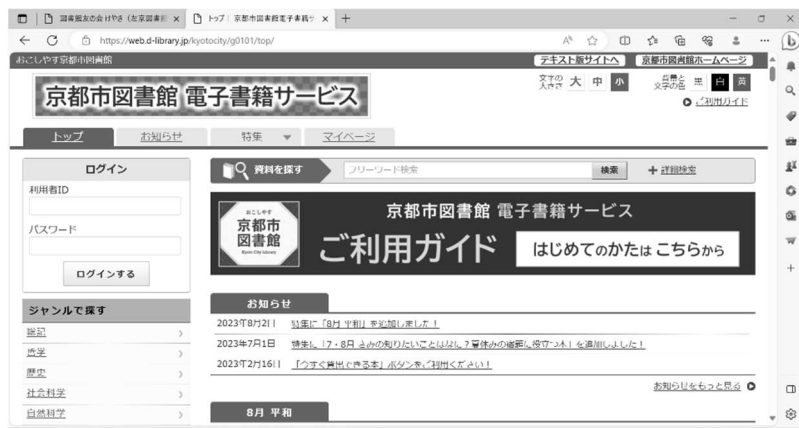 図書館友の会けやき（左京図書館
トップ | 京都市図書館電子書籍サ
https://web.d-library.jp/kyotocity/g0101/top/
おこしやす京都市図書館
テキスト版サイトへ
京都市図書館ホームページ
京都市図書館 電子書籍サービス
文字の大きさ 大 中 小
背景と文字の色 黒 白 黄
ご利用ガイド
トップ お知らせ 特集 マイページ
ログイン
利用者ID
パスワード
ログインする
資料を探す フリーワード検索 検索 + 詳細検索
おこしやす
京都市
図書館
Kyoto City Library
京都市図書館 電子書籍サービス
ご利用ガイド
はじめてのかたは こちらから
お知らせ
2023年8月2日 特集に「8月 平和」を追加しました！
2023年7月1日 特集に「7・8月 きみの知りたいことはなに？夏休みの宿題に役立つ本」を追加しました！
2023年2月16日 「今すぐ貸出できる本」ボタンをご利用ください！
お知らせをもっと見る
8月 平和
ジャンルで探す
総記
哲学
歴史
社会科学
自然科学